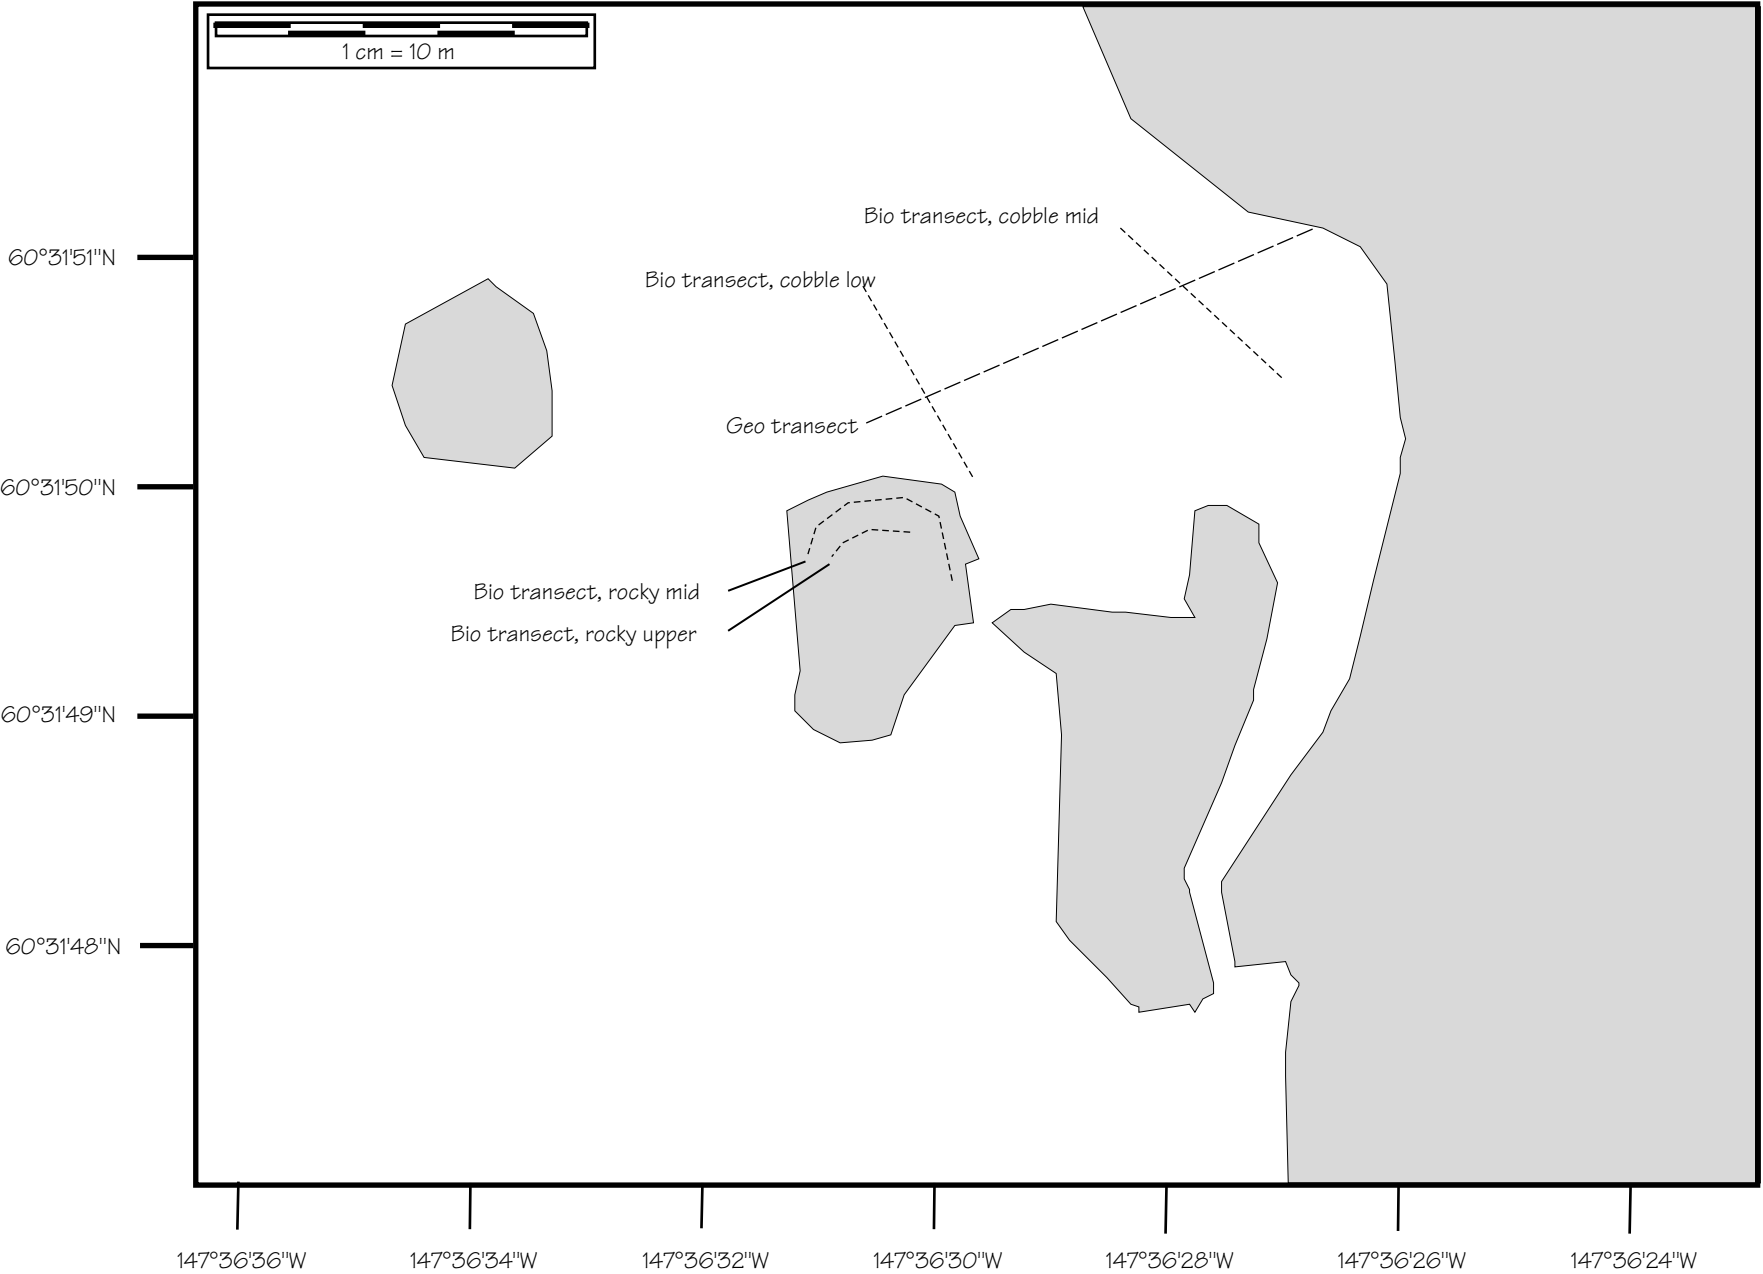 1 cm = 10 m
Bio transect, cobble mid
60°31'51"N
Bio transect, cobble low
Geo transect
60°31'50"N
Bio transect, rocky mid
Bio transect, rocky upper
60°31'49"N
60°31'48"N
147°36'36"W 147°36'34"W 147°36'32"W 147°36'30"W 147°36'28"W 147°36'26"W 147°36'24"W